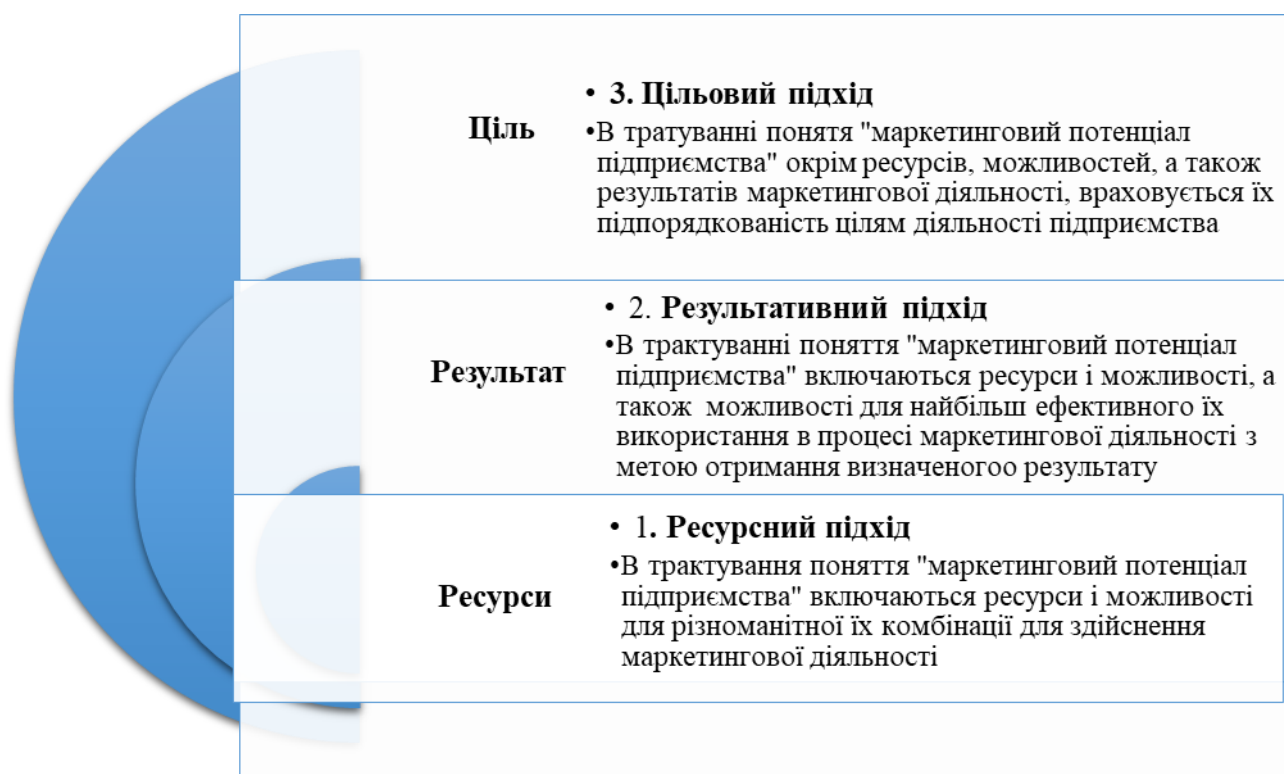 Ціль
• 3. Цільовий підхід
•В тратуванні понятя "маркетинговий потенціал
підприємства" окрім ресурсів, можливостей, а також
результатів маркетингової діяльності, враховується їх
підпорядкованість цілям діяльності підприємства
Результат
• 2. Результативний підхід
•В трактуванні поняття "маркетинговий потенціал
підприємства" включаються ресурси і можливості, а
також можливості для найбільш ефективного їх
використання в процесі маркетингової діяльності з
метою отримання визначеногоо результату
Ресурси
• 1. Ресурсний підхід
•В трактування поняття "маркетинговий потенціал
підприємства" включаються ресурси і можливості
для різноманітної їх комбінації для здійснення
маркетингової діяльності